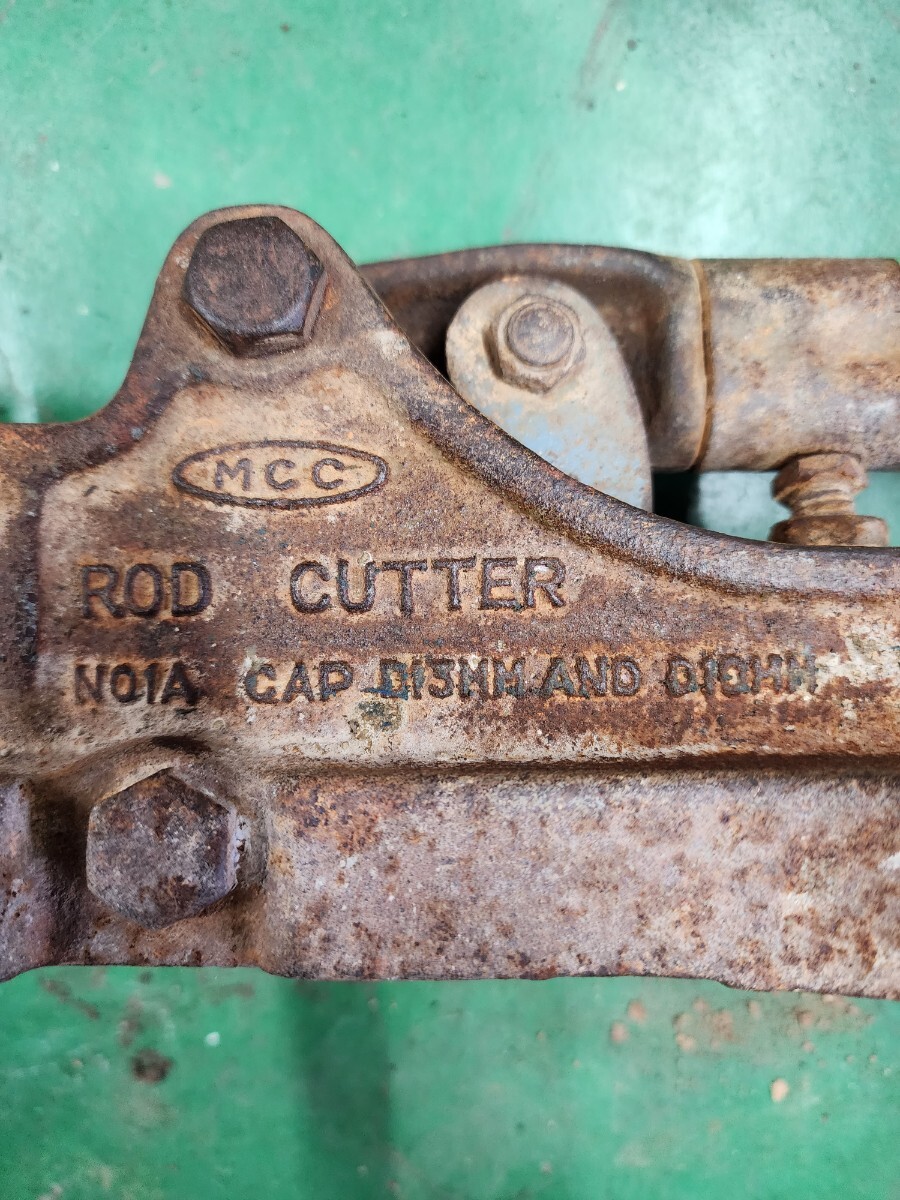 MCC
ROD CUTTER
NO1A CAP D13MM AND D10MM